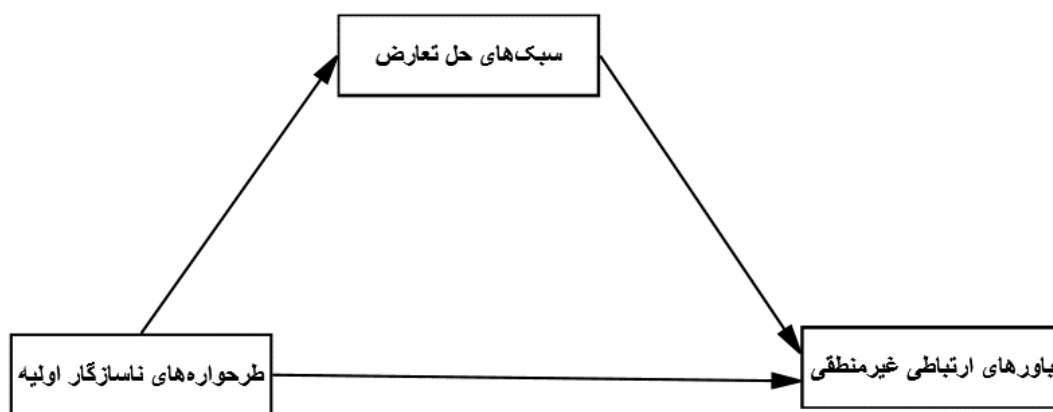 سبک‌های حل تعارض
طرحواره‌های ناسازگار اولیه
باورهای ارتباطی غیرمنطقی